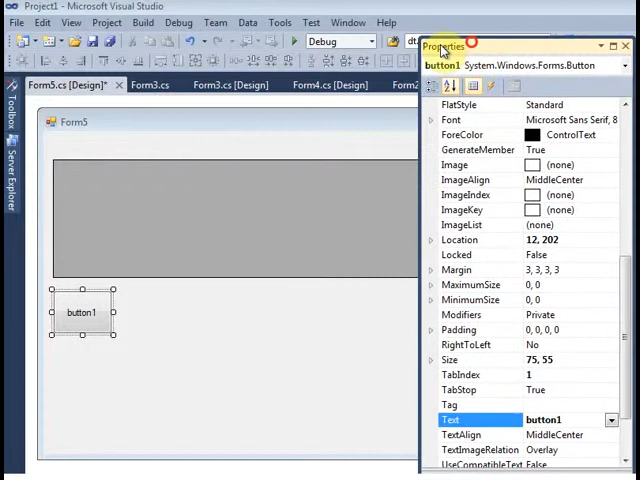 Project1 - Microsoft Visual Studio
File Edit View Project Build Debug Team Data Tools Test Window Help
Debug
Form5.cs [Design]* Form3.cs Form3.cs [Design] Form4.cs [Design]
Toolbox
Server Explorer
Form5
button1
Properties
button1 System.Windows.Forms.Button
FlatStyle Standard
Font Microsoft Sans Serif, 8
ForeColor ControlText
GenerateMember True
Image (none)
ImageAlign MiddleCenter
ImageIndex (none)
ImageKey (none)
ImageList (none)
Location 12, 202
Locked False
Margin 3, 3, 3, 3
MaximumSize 0, 0
MinimumSize 0, 0
Modifiers Private
Padding 0, 0, 0, 0
RightToLeft No
Size 75, 55
TabIndex 1
TabStop True
Tag
Text button1
TextAlign MiddleCenter
TextImageRelation Overlay
UseCompatibleText False